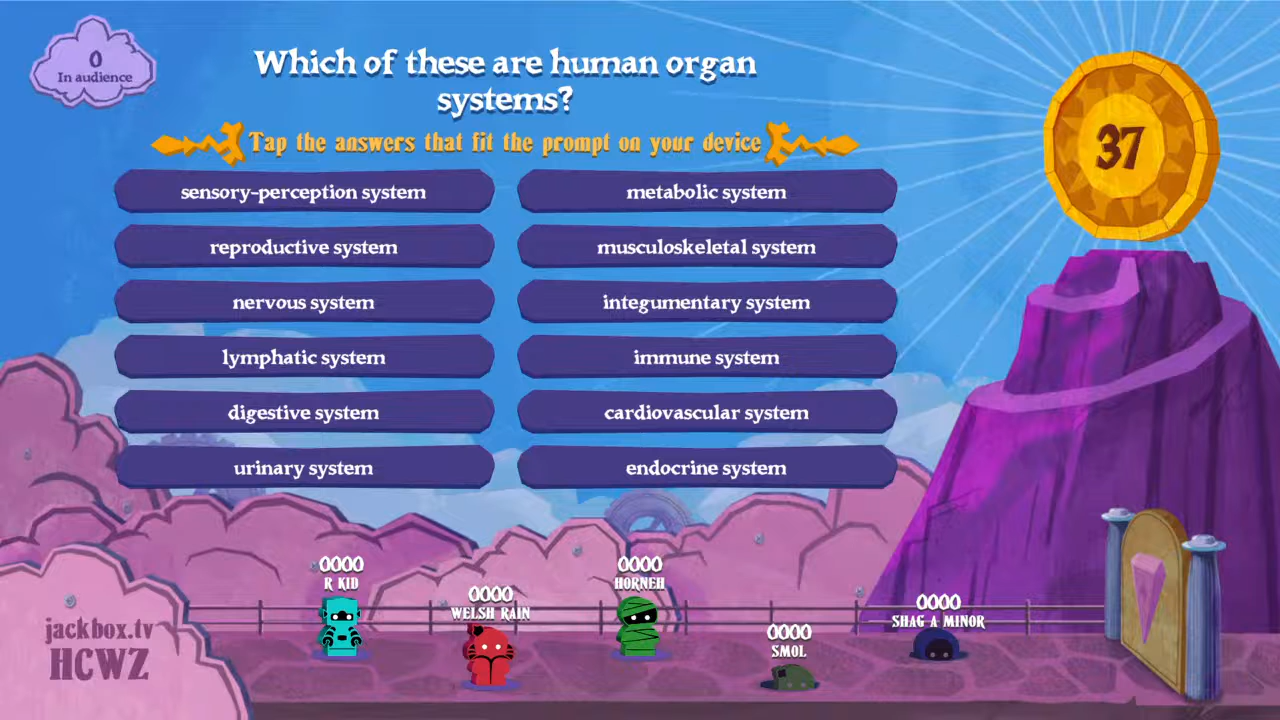 0
In audience
Which of these are human organ
systems?
Tap the answers that fit the prompt on your device
37
sensory-perception system
metabolic system
reproductive system
musculoskeletal system
nervous system
integumentary system
lymphatic system
immune system
digestive system
cardiovascular system
urinary system
endocrine system
0000
R KID
0000
WELSH RAIN
0000
HORNEH
0000
SMOL
0000
SHAG A MINOR
jackbox.tv
HCWZ